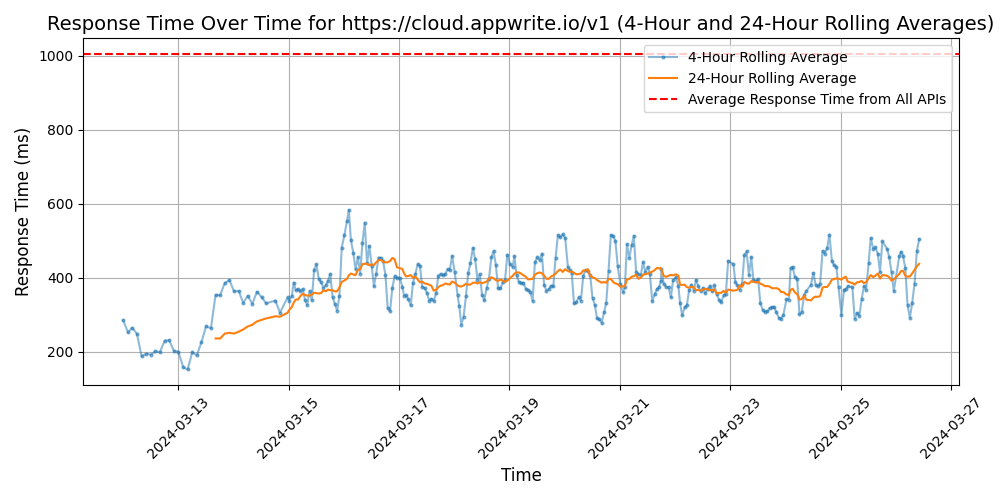 Response Time Over Time for https://cloud.appwrite.io/v1 (4-Hour and 24-Hour Rolling Averages)
4-Hour Rolling Average
24-Hour Rolling Average
Average Response Time from All APIs
Response Time (ms)
1000
800
600
400
200
2024-03-13
2024-03-15
2024-03-17
2024-03-19
2024-03-21
2024-03-23
2024-03-25
2024-03-27
Time